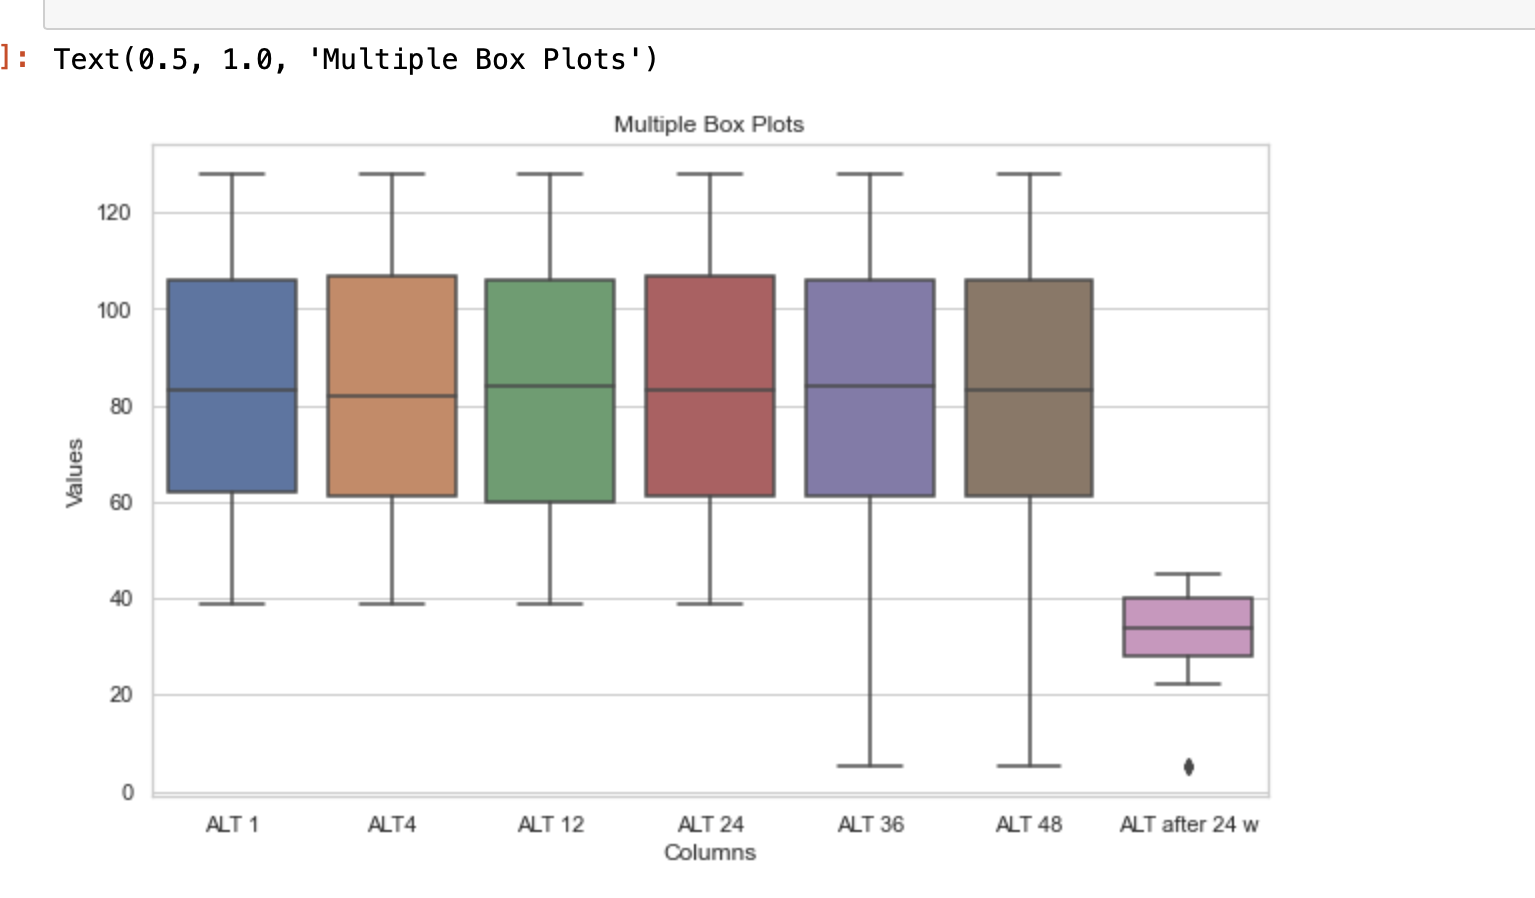 ]: Text(0.5, 1.0, 'Multiple Box Plots')
Multiple Box Plots
120
100
80
60
40
20
0
Values
ALT 1 ALT4 ALT 12 ALT 24 ALT 36 ALT 48 ALT after 24 w
Columns